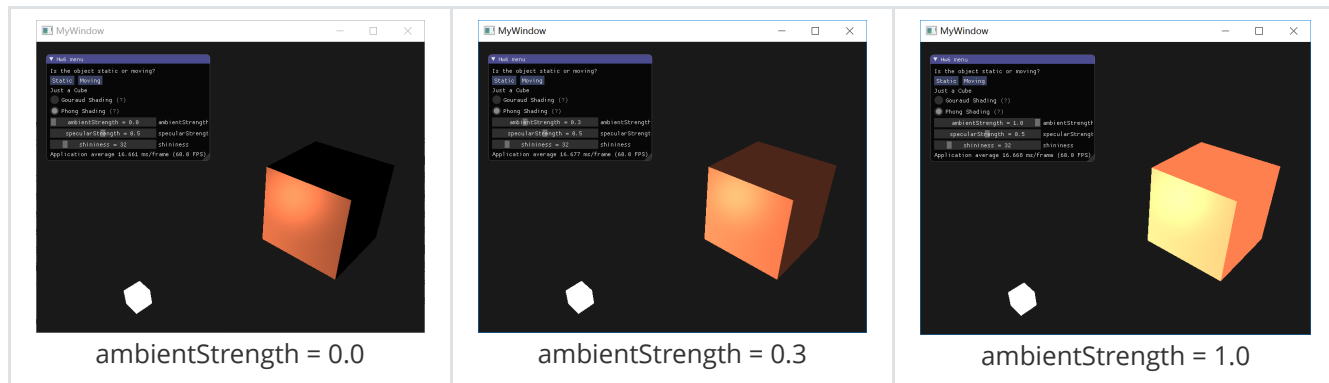 MyWindow
▼ Hw6 menu
Is the object static or moving?
Static Moving
Just a Cube
Gouraud Shading (?)
Phong Shading (?)
ambientStrength = 0.0 ambientStrength
specularStrength = 0.5 specularStrengt
shininess = 32 shininess
Application average 16.661 ms/frame (60.0 FPS)
ambientStrength = 0.0
MyWindow
▼ Hw6 menu
Is the object static or moving?
Static Moving
Just a Cube
Gouraud Shading (?)
Phong Shading (?)
ambientStrength = 0.3 ambientStrength
specularStrength = 0.5 specularStrengt
shininess = 32 shininess
Application average 16.677 ms/frame (60.0 FPS)
ambientStrength = 0.3
MyWindow
▼ Hw6 menu
Is the object static or moving?
Static Moving
Just a Cube
Gouraud Shading (?)
Phong Shading (?)
ambientStrength = 1.0 ambientStrength
specularStrength = 0.5 specularStrengt
shininess = 32 shininess
Application average 16.668 ms/frame (60.0 FPS)
ambientStrength = 1.0